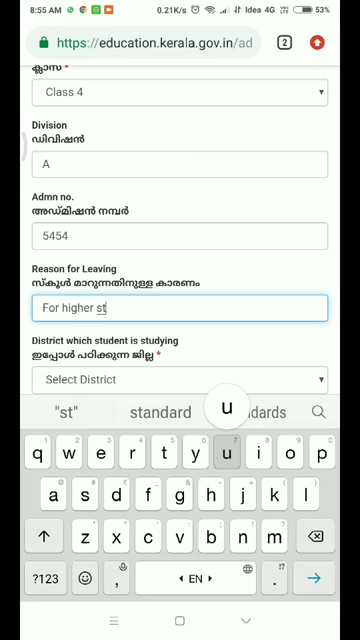 8:55 AM 0.21K/s Idea 4G 53%
https://education.kerala.gov.in/ad 2
ക്ലാസ് *
Class 4
Division
ഡിവിഷൻ
A
Admn no.
അഡ്മിഷൻ നമ്പർ
5454
Reason for Leaving
സ്കൂൾ മാറുന്നതിനുള്ള കാരണം
For higher st
District which student is studying
ഇപ്പോൾ പഠിക്കുന്ന ജില്ല *
Select District
"st" standard u ndards
q w e r t y u i o p
a s d f g h j k l
z x c v b n m
?123 , EN .